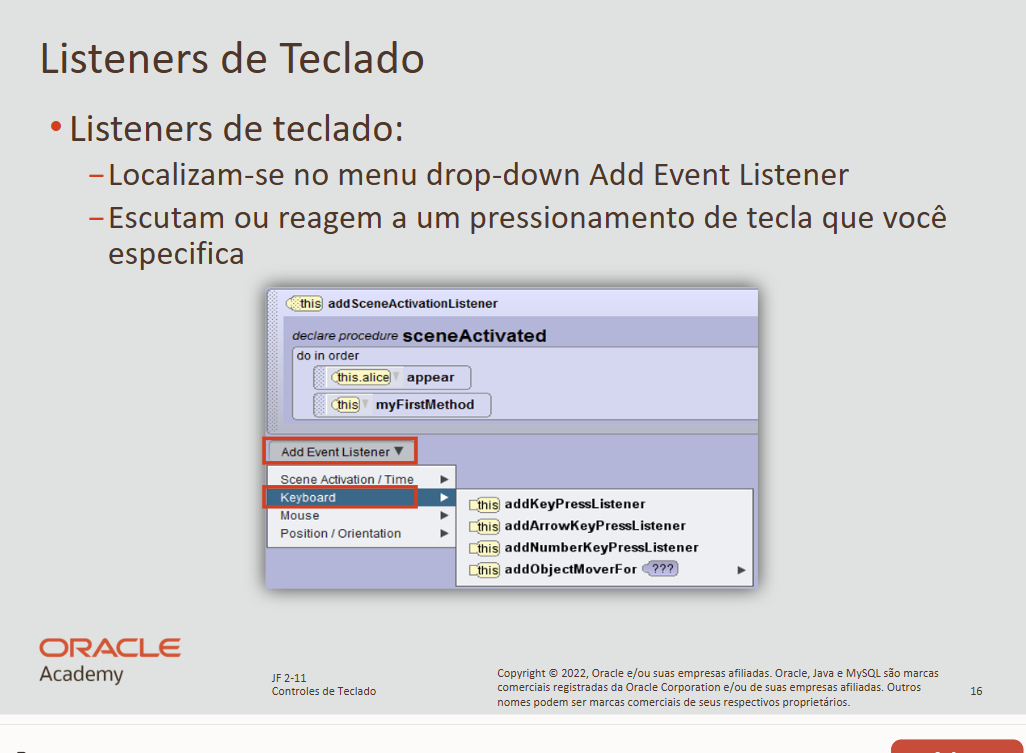 Listeners de Teclado
• Listeners de teclado:
–Localizam-se no menu drop-down Add Event Listener
–Escutam ou reagem a um pressionamento de tecla que você
especifica
this addSceneActivationListener
declare procedure sceneActivated
do in order
this.alice appear
this myFirstMethod
Add Event Listener
Scene Activation / Time
Keyboard
Mouse
Position / Orientation
this addKeyPressListener
this addArrowKeyPressListener
this addNumberKeyPressListener
this addObjectMoverFor ???
ORACLE
Academy
JF 2-11
Controles de Teclado
Copyright © 2022, Oracle e/ou suas empresas afiliadas. Oracle, Java e MySQL são marcas
comerciais registradas da Oracle Corporation e/ou de suas empresas afiliadas. Outros
nomes podem ser marcas comerciais de seus respectivos proprietários.
16